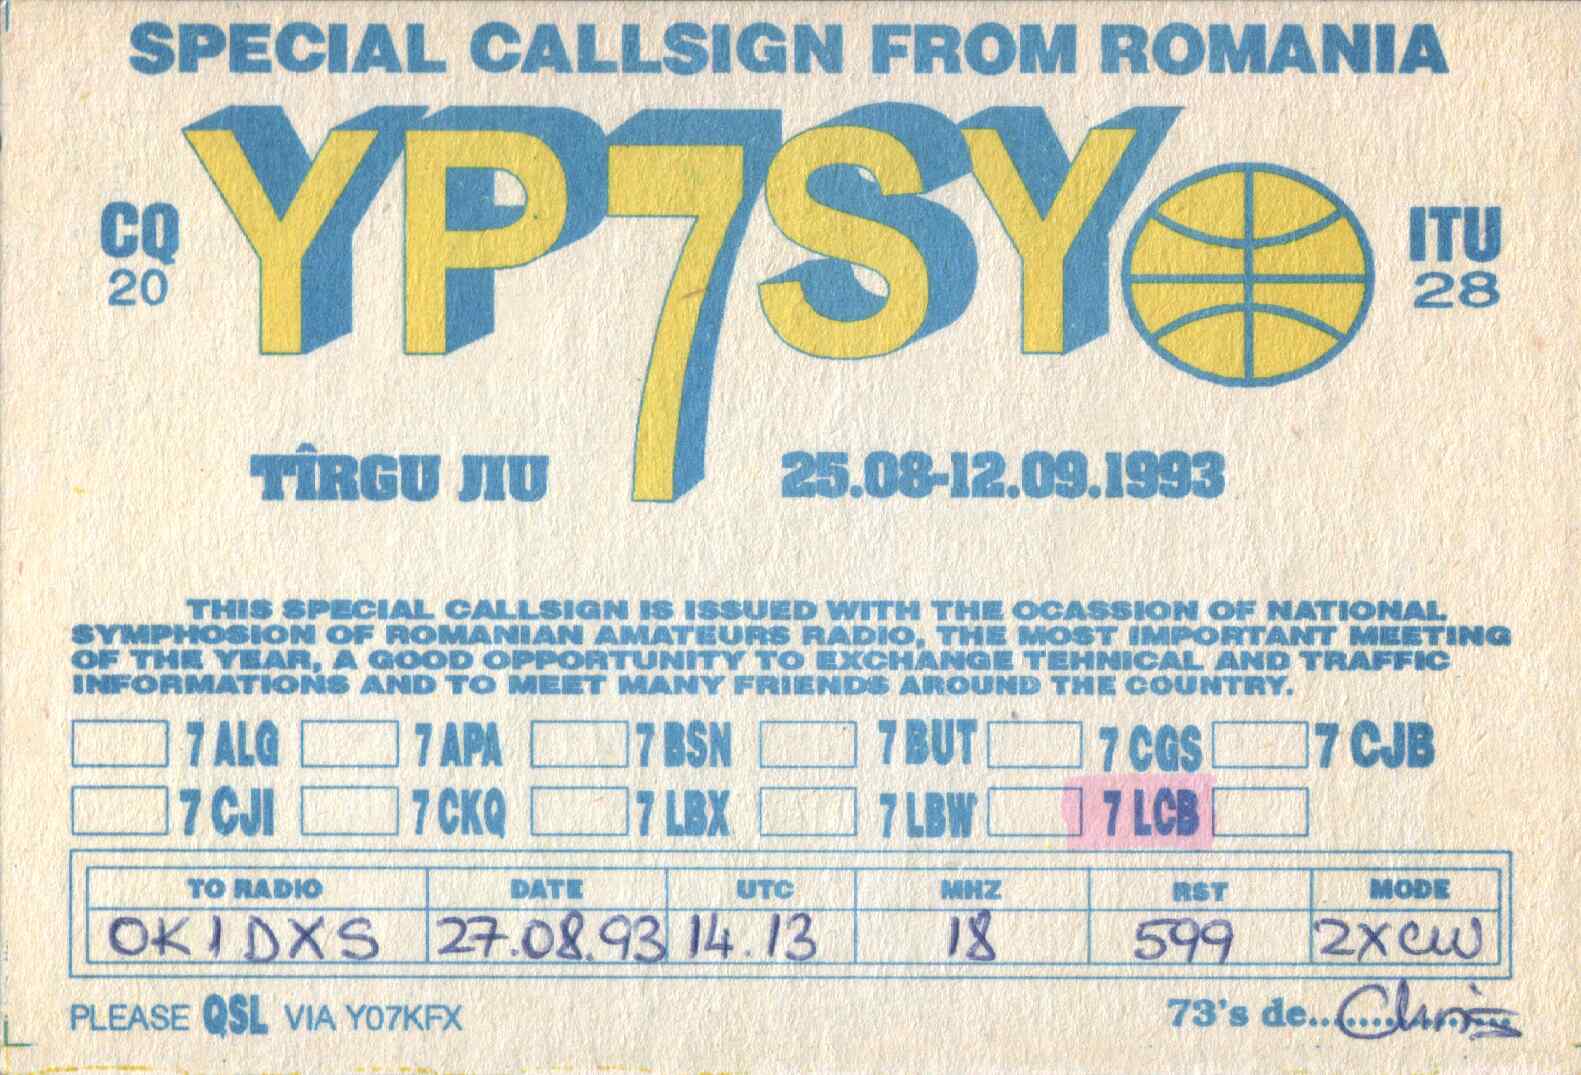 SPECIAL CALLSIGN FROM ROMANIA
YP7SY
CQ
20
ITU
28
TÎRGU JIU 25.08-12.09.1993
THIS SPECIAL CALLSIGN IS ISSUED WITH THE OCASSION OF NATIONAL
SYMPHOSION OF ROMANIAN AMATEURS RADIO, THE MOST IMPORTANT MEETING
OF THE YEAR, A GOOD OPPORTUNITY TO EXCHANGE TEHNICAL AND TRAFFIC
INFORMATIONS AND TO MEET MANY FRIENDS AROUND THE COUNTRY.
7 ALG 7 APA 7 BSN 7 BUT 7 CGS 7 CJB
7 CJI 7 CKQ 7 LBX 7 LBW 7 LCB
TO RADIO DATE UTC MHZ RST MODE
OK1DXS 27.08.93 14.13 18 599 2XCW
PLEASE QSL VIA Y07KFX 73's de.................. Chris